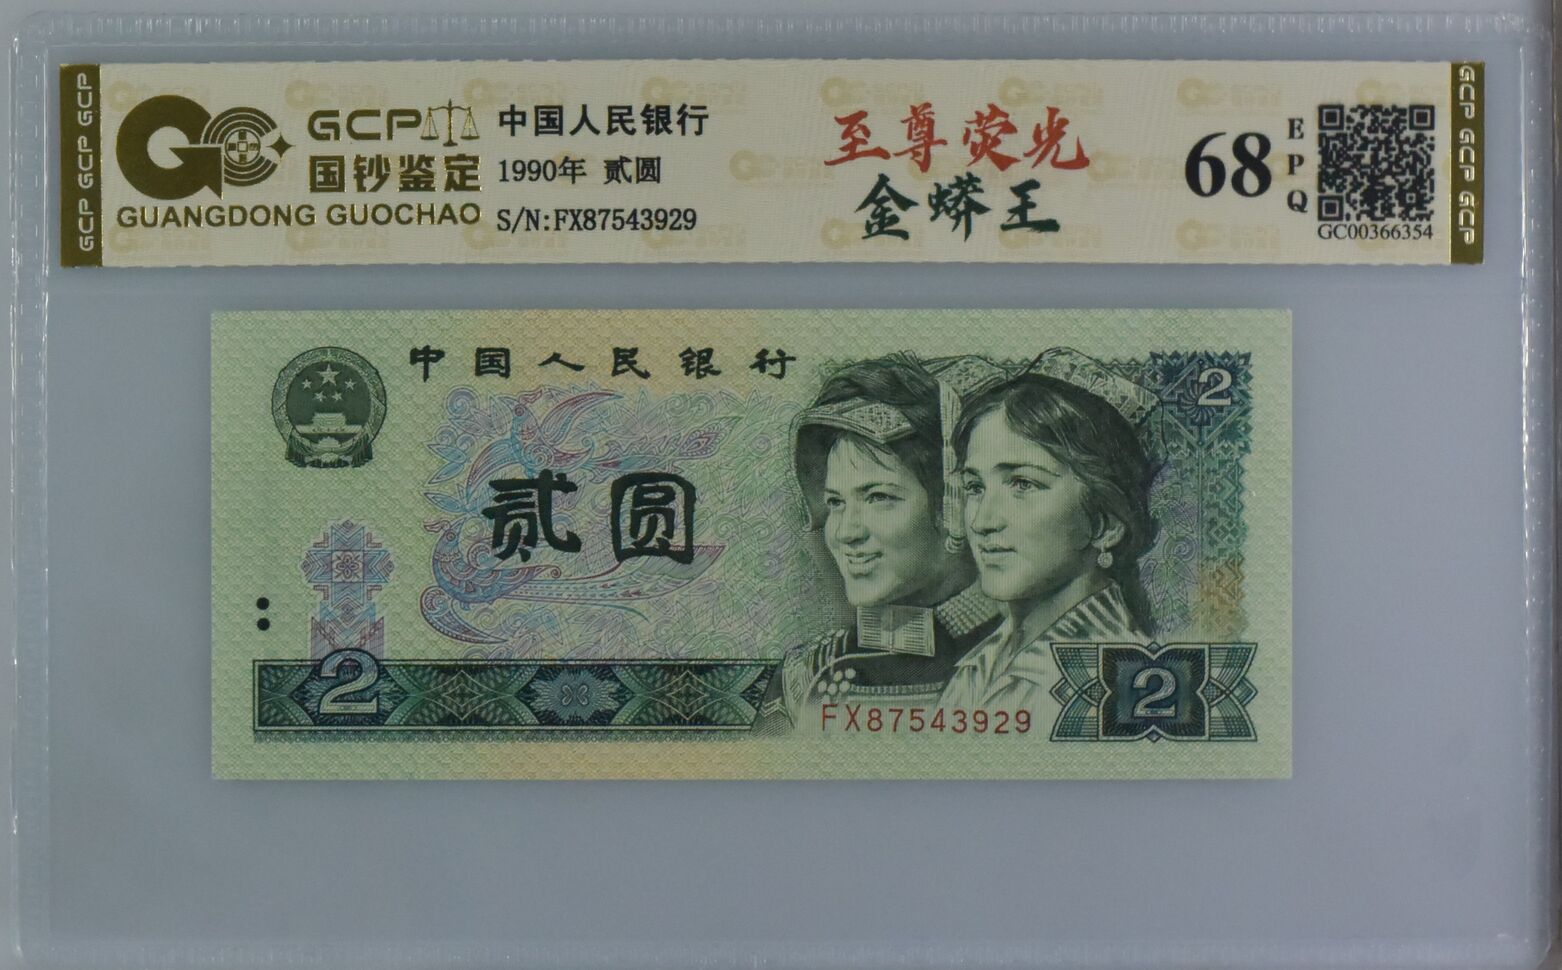 GCP GCP GCP
GCP
国钞鉴定
GUANGDONG GUOCHAO
中国人民银行
1990年 贰圆
S/N:FX87543929
至尊荧光
金蟒王
68
EPQ
GC00366354
GCP GCP GCP
中国人民银行
2
贰圆
2
FX87543929
2